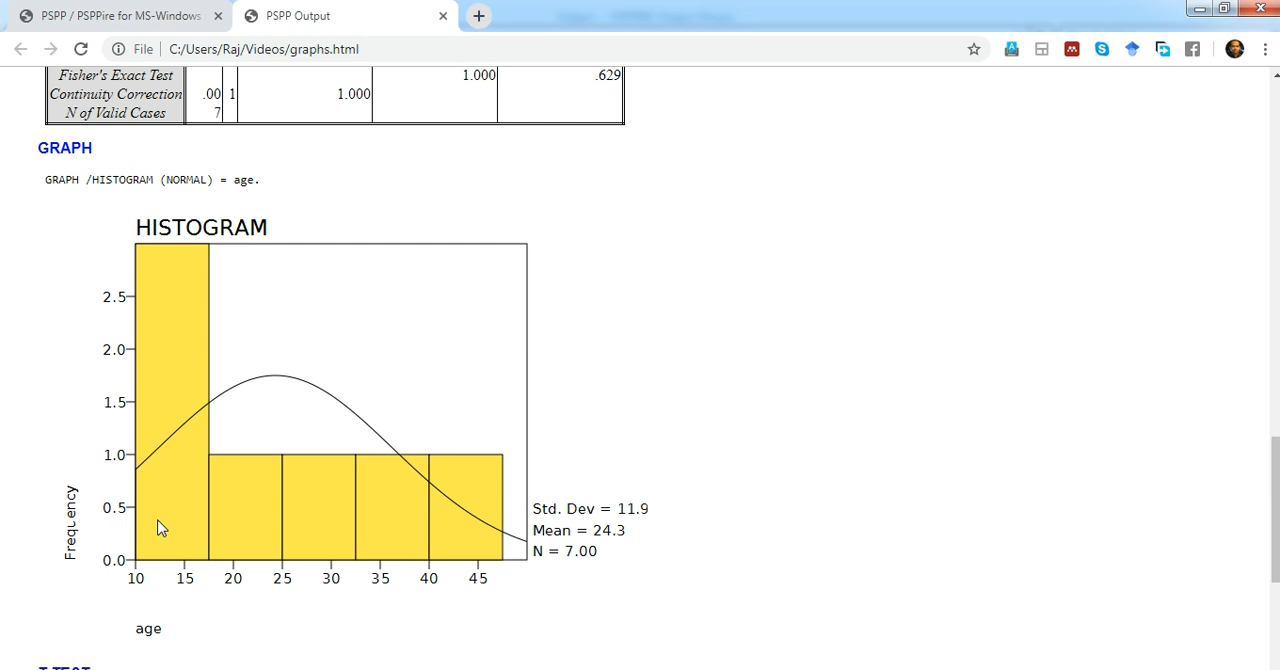 PSPP / PSPPire for MS-Windows
PSPP Output
File
C:/Users/Raj/Videos/graphs.html
Fisher's Exact Test 1.000 .629
Continuity Correction .00 1 1.000
N of Valid Cases 7
GRAPH
GRAPH /HISTOGRAM (NORMAL) = age.
HISTOGRAM
2.5
2.0
1.5
1.0
0.5
0.0
Frequency
10 15 20 25 30 35 40 45
age
Std. Dev = 11.9
Mean = 24.3
N = 7.00
T-TEST